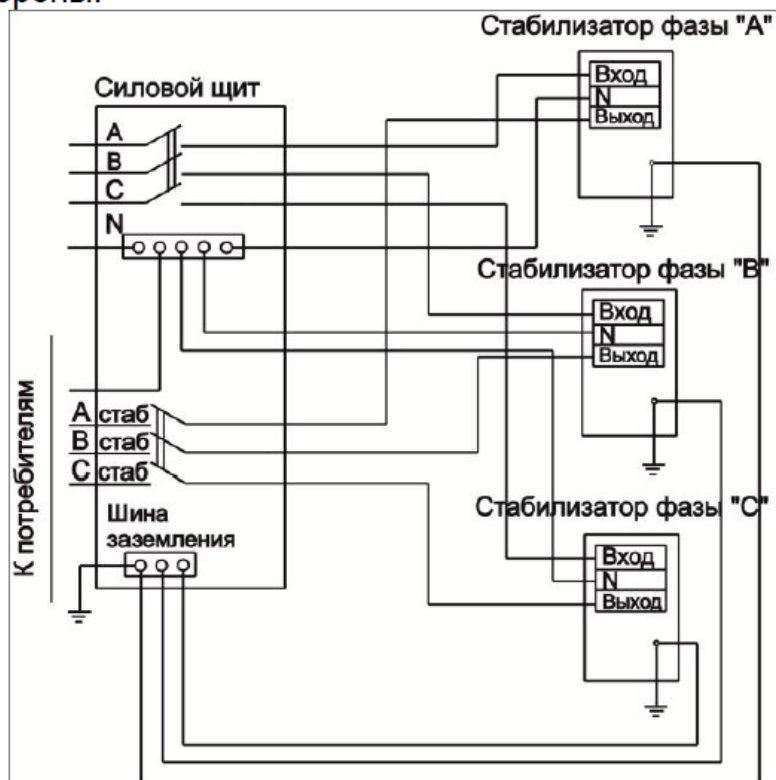 Стабилизатор фазы "А"
Вход
N
Выход
Силовой щит
A
B
C
N
Стабилизатор фазы "В"
Вход
N
Выход
К потребителям
А стаб
В стаб
С стаб
Шина
заземления
Стабилизатор фазы "С"
Вход
N
Выход